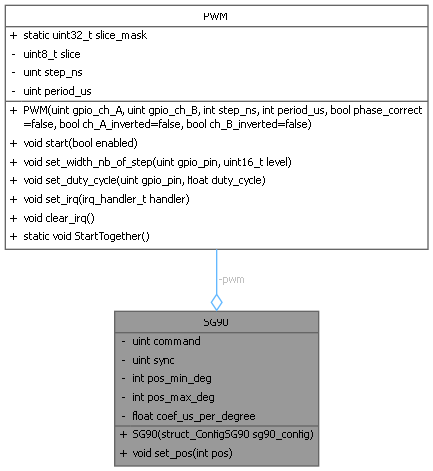 PWM
+ static uint32_t slice_mask
- uint8_t slice
- uint step_ns
- uint period_us
+ PWM(uint gpio_ch_A, uint gpio_ch_B, int step_ns, int period_us, bool phase_correct
=false, bool ch_A_inverted=false, bool ch_B_inverted=false)
+ void start(bool enabled)
+ void set_width_nb_of_step(uint gpio_pin, uint16_t level)
+ void set_duty_cycle(uint gpio_pin, float duty_cycle)
+ void set_irq(irq_handler_t handler)
+ void clear_irq()
+ static void StartTogether()
-pwm
SG90
- uint command
- uint sync
- int pos_min_deg
- int pos_max_deg
- float coef_us_per_degree
+ SG90(struct_ConfigSG90 sg90_config)
+ void set_pos(int pos)